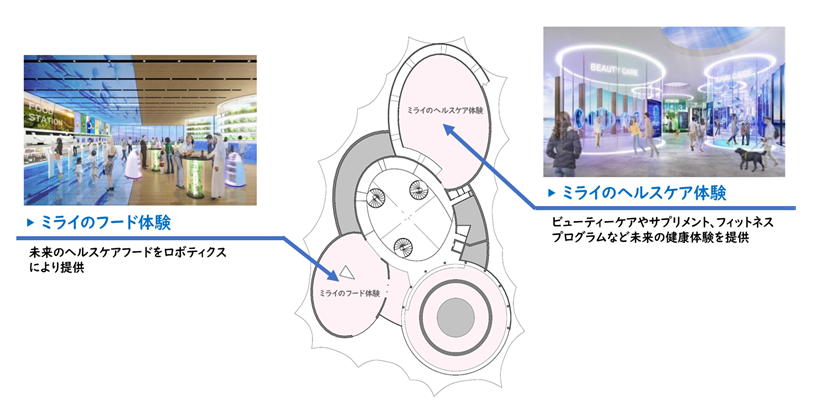 FOOD
STATION
▶ ミライのフード体験
未来のヘルスケアフードをロボティクス
により提供
ミライのヘルスケア体験
ミライのフード体験
BEAUTY CARE
▶ ミライのヘルスケア体験
ビューティーケアやサプリメント、フィットネス
プログラムなど未来の健康体験を提供